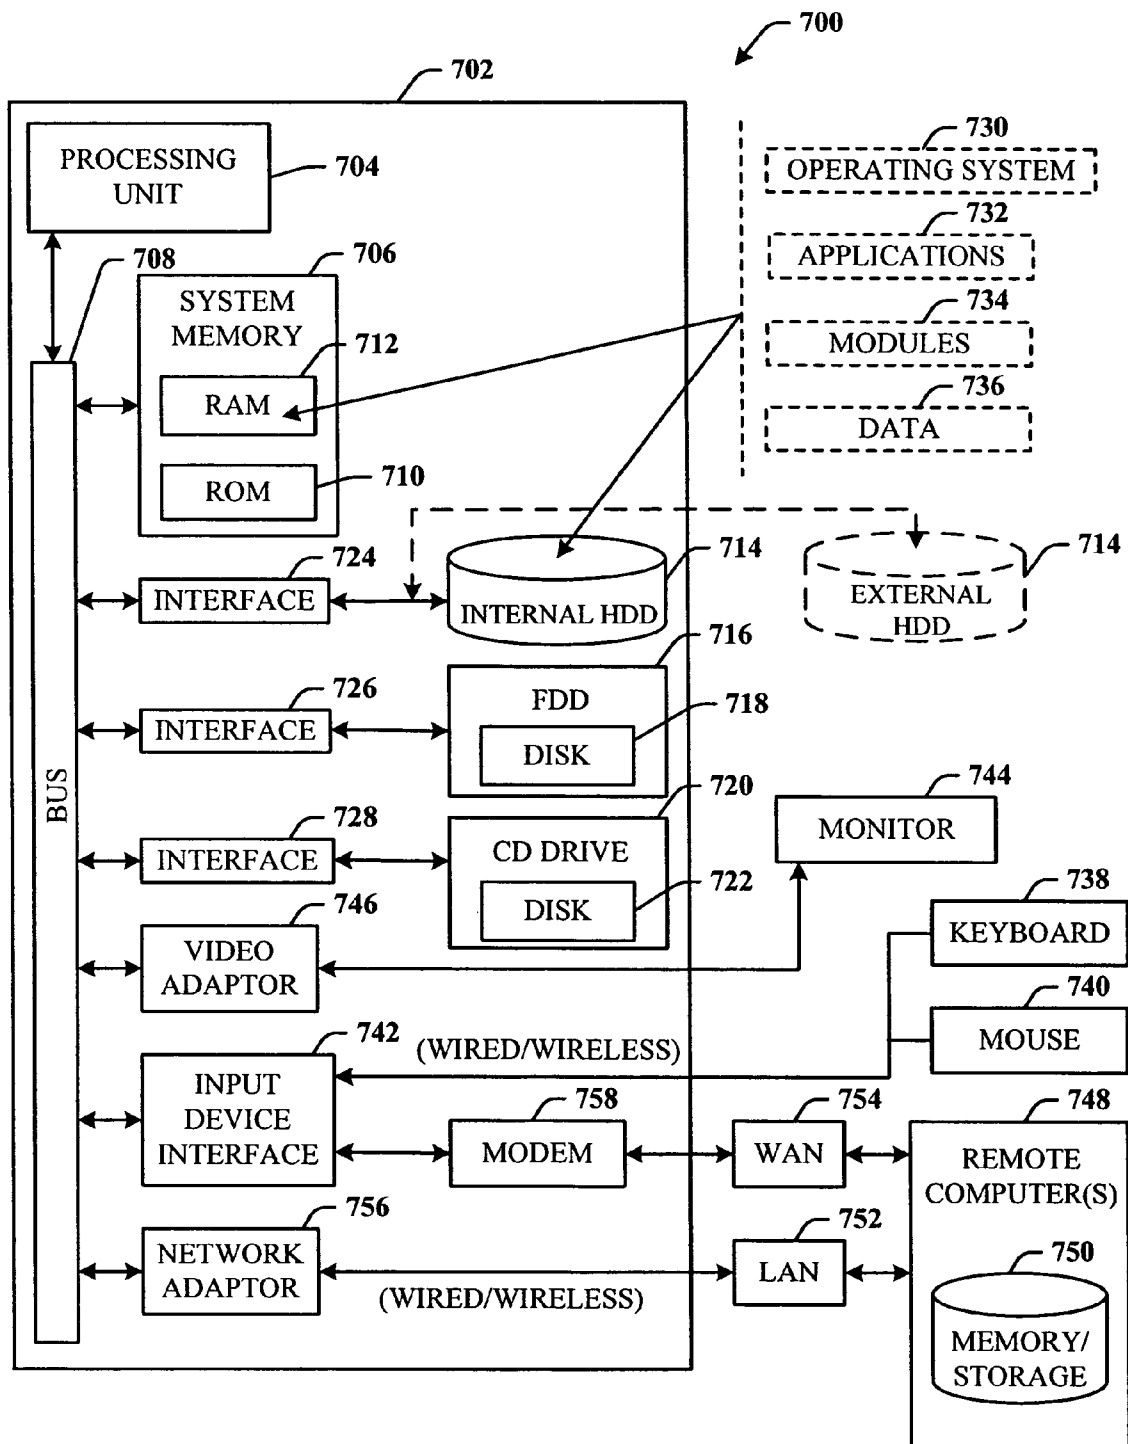 700
702
730
PROCESSING
UNIT
704
OPERATING SYSTEM
732
APPLICATIONS
708
706
SYSTEM
MEMORY
734
MODULES
712
RAM
736
DATA
710
ROM
724
INTERFACE
714
INTERNAL HDD
714
EXTERNAL
HDD
716
FDD
726
INTERFACE
718
DISK
BUS
720
CD DRIVE
744
MONITOR
728
INTERFACE
722
DISK
738
KEYBOARD
746
VIDEO
ADAPTOR
740
MOUSE
742
(WIRED/WIRELESS)
INPUT
DEVICE
INTERFACE
758
MODEM
754
WAN
748
REMOTE
COMPUTER(S)
756
NETWORK
ADAPTOR
(WIRED/WIRELESS)
752
LAN
750
MEMORY/
STORAGE